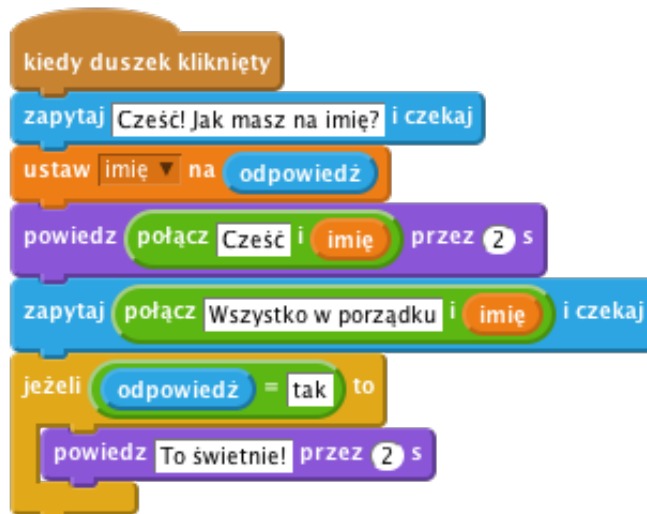 kiedy duszek kliknięty
zapytaj Cześć! Jak masz na imię? i czekaj
ustaw imię na odpowiedź
powiedz połącz Cześć i imię przez 2 s
zapytaj połącz Wszystko w porządku i imię i czekaj
jeżeli odpowiedź = tak to
powiedz To świetnie! przez 2 s